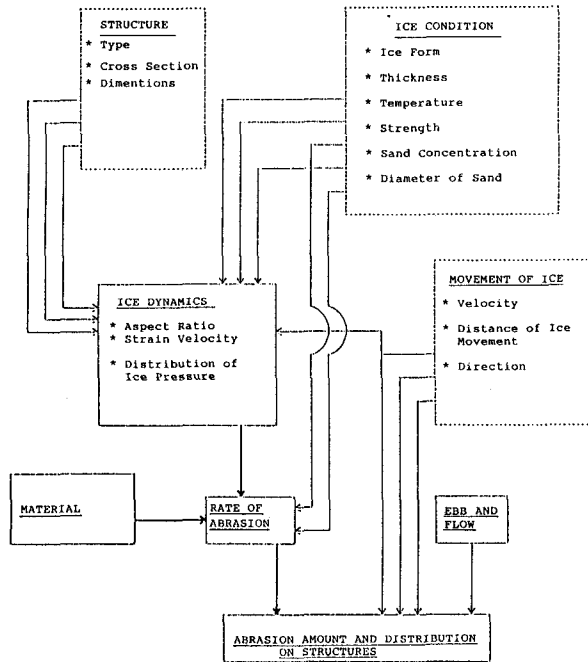 STRUCTURE
* Type
* Cross Section
* Dimentions
ICE CONDITION
* Ice Form
* Thickness
* Temperature
* Strength
* Sand Concentration
* Diameter of Sand
ICE DYNAMICS
* Aspect Ratio
* Strain Velocity
* Distribution of
Ice Pressure
MOVEMENT OF ICE
* Velocity
* Distance of Ice
Movement
* Direction
MATERIAL
RATE OF
ABRASION
EBB AND
FLOW
ABRASION AMOUNT AND DISTRIBUTION
ON STRUCTURES